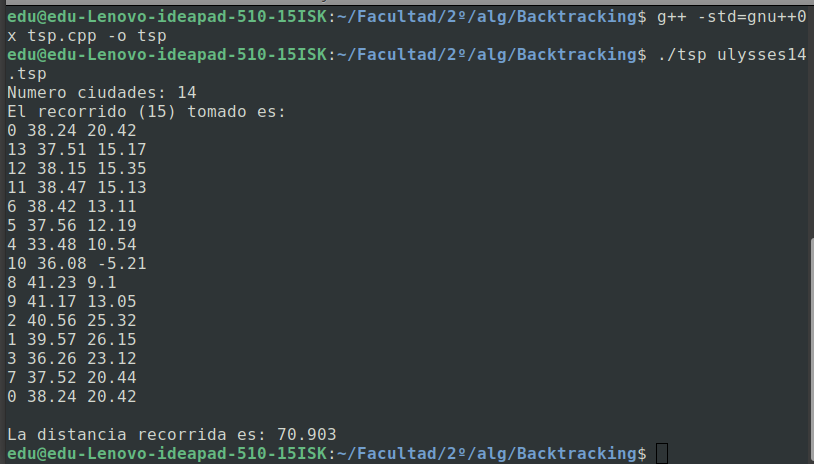 edu@edu-Lenovo-ideapad-510-15ISK:~/Facultad/2º/alg/Backtracking$ g++ -std=gnu++0
x tsp.cpp -o tsp
edu@edu-Lenovo-ideapad-510-15ISK:~/Facultad/2º/alg/Backtracking$ ./tsp ulysses14
.tsp
Numero ciudades: 14
El recorrido (15) tomado es:
0 38.24 20.42
13 37.51 15.17
12 38.15 15.35
11 38.47 15.13
6 38.42 13.11
5 37.56 12.19
4 33.48 10.54
10 36.08 -5.21
8 41.23 9.1
9 41.17 13.05
2 40.56 25.32
1 39.57 26.15
3 36.26 23.12
7 37.52 20.44
0 38.24 20.42
La distancia recorrida es: 70.903
edu@edu-Lenovo-ideapad-510-15ISK:~/Facultad/2º/alg/Backtracking$